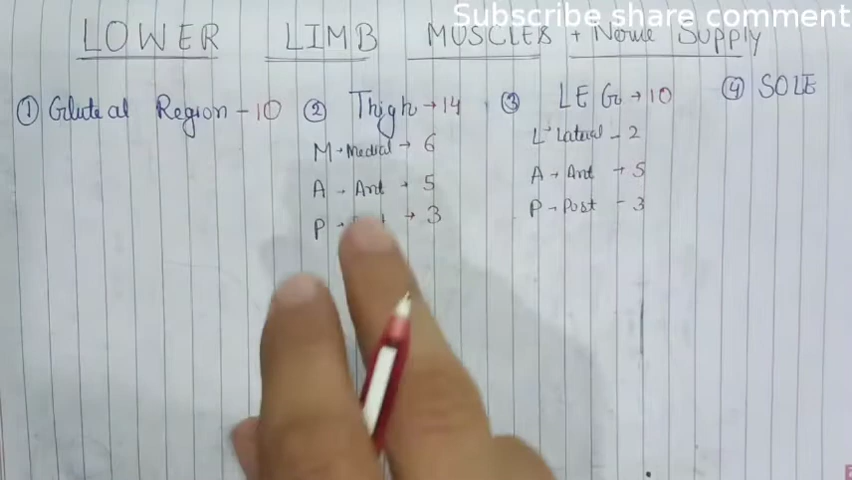 Subscribe share comment
LOWER LIMB MUSCLES + Nerve SUPPLY
① Gluteal Region - 10
② Thigh → 14
M → Medial → 6
A → Ant → 5
P → → 3
③ LEG → 10
L → Lateral - 2
A → Ant → 5
P → Post - 3
④ SOLE